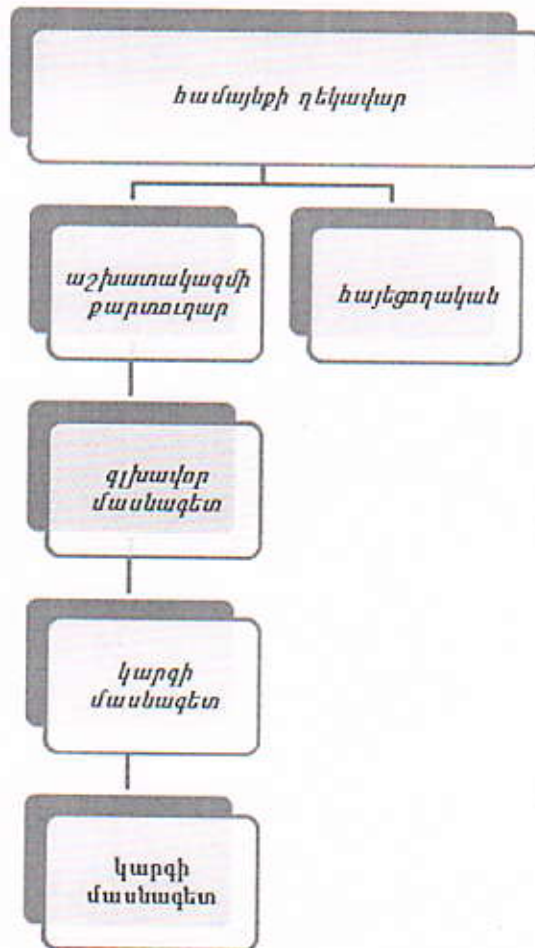 համայնքի ղեկավար
աշխատակազմի
քարտուղար
հայեցողական
գլխավոր
մասնագետ
կարգի
մասնագետ
կարգի
մասնագետ